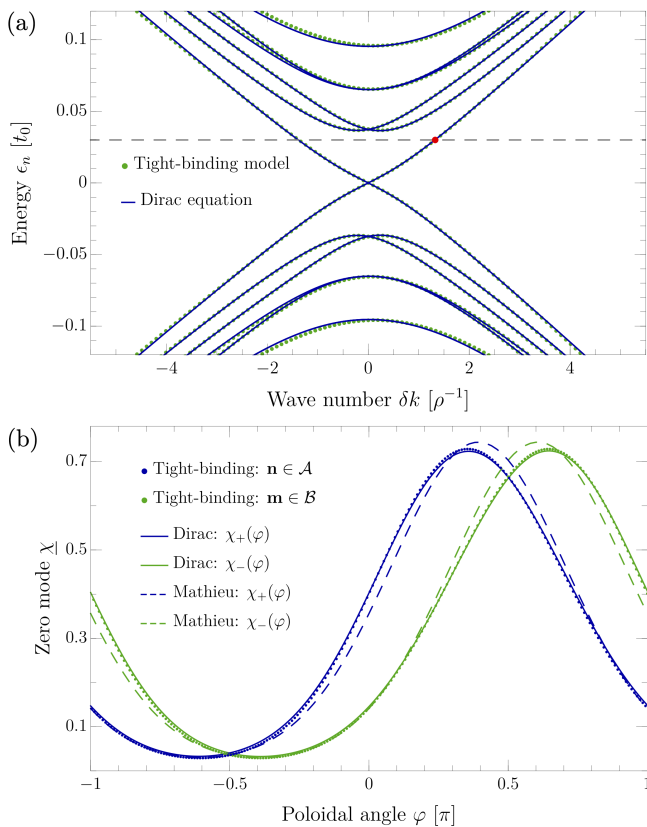 (a)
0.1
0.05
0
−0.05
−0.1
Energy ϵₙ [t₀]
Tight-binding model
Dirac equation
−4 −2 0 2 4
Wave number δk [ρ⁻¹]
(b)
0.7
0.5
0.3
0.1
Zero mode χ
Tight-binding: n ∈ 𝒜
Tight-binding: m ∈ ℬ
Dirac: χ₊(φ)
Dirac: χ₋(φ)
Mathieu: χ₊(φ)
Mathieu: χ₋(φ)
−1 −0.5 0 0.5 1
Poloidal angle φ [π]